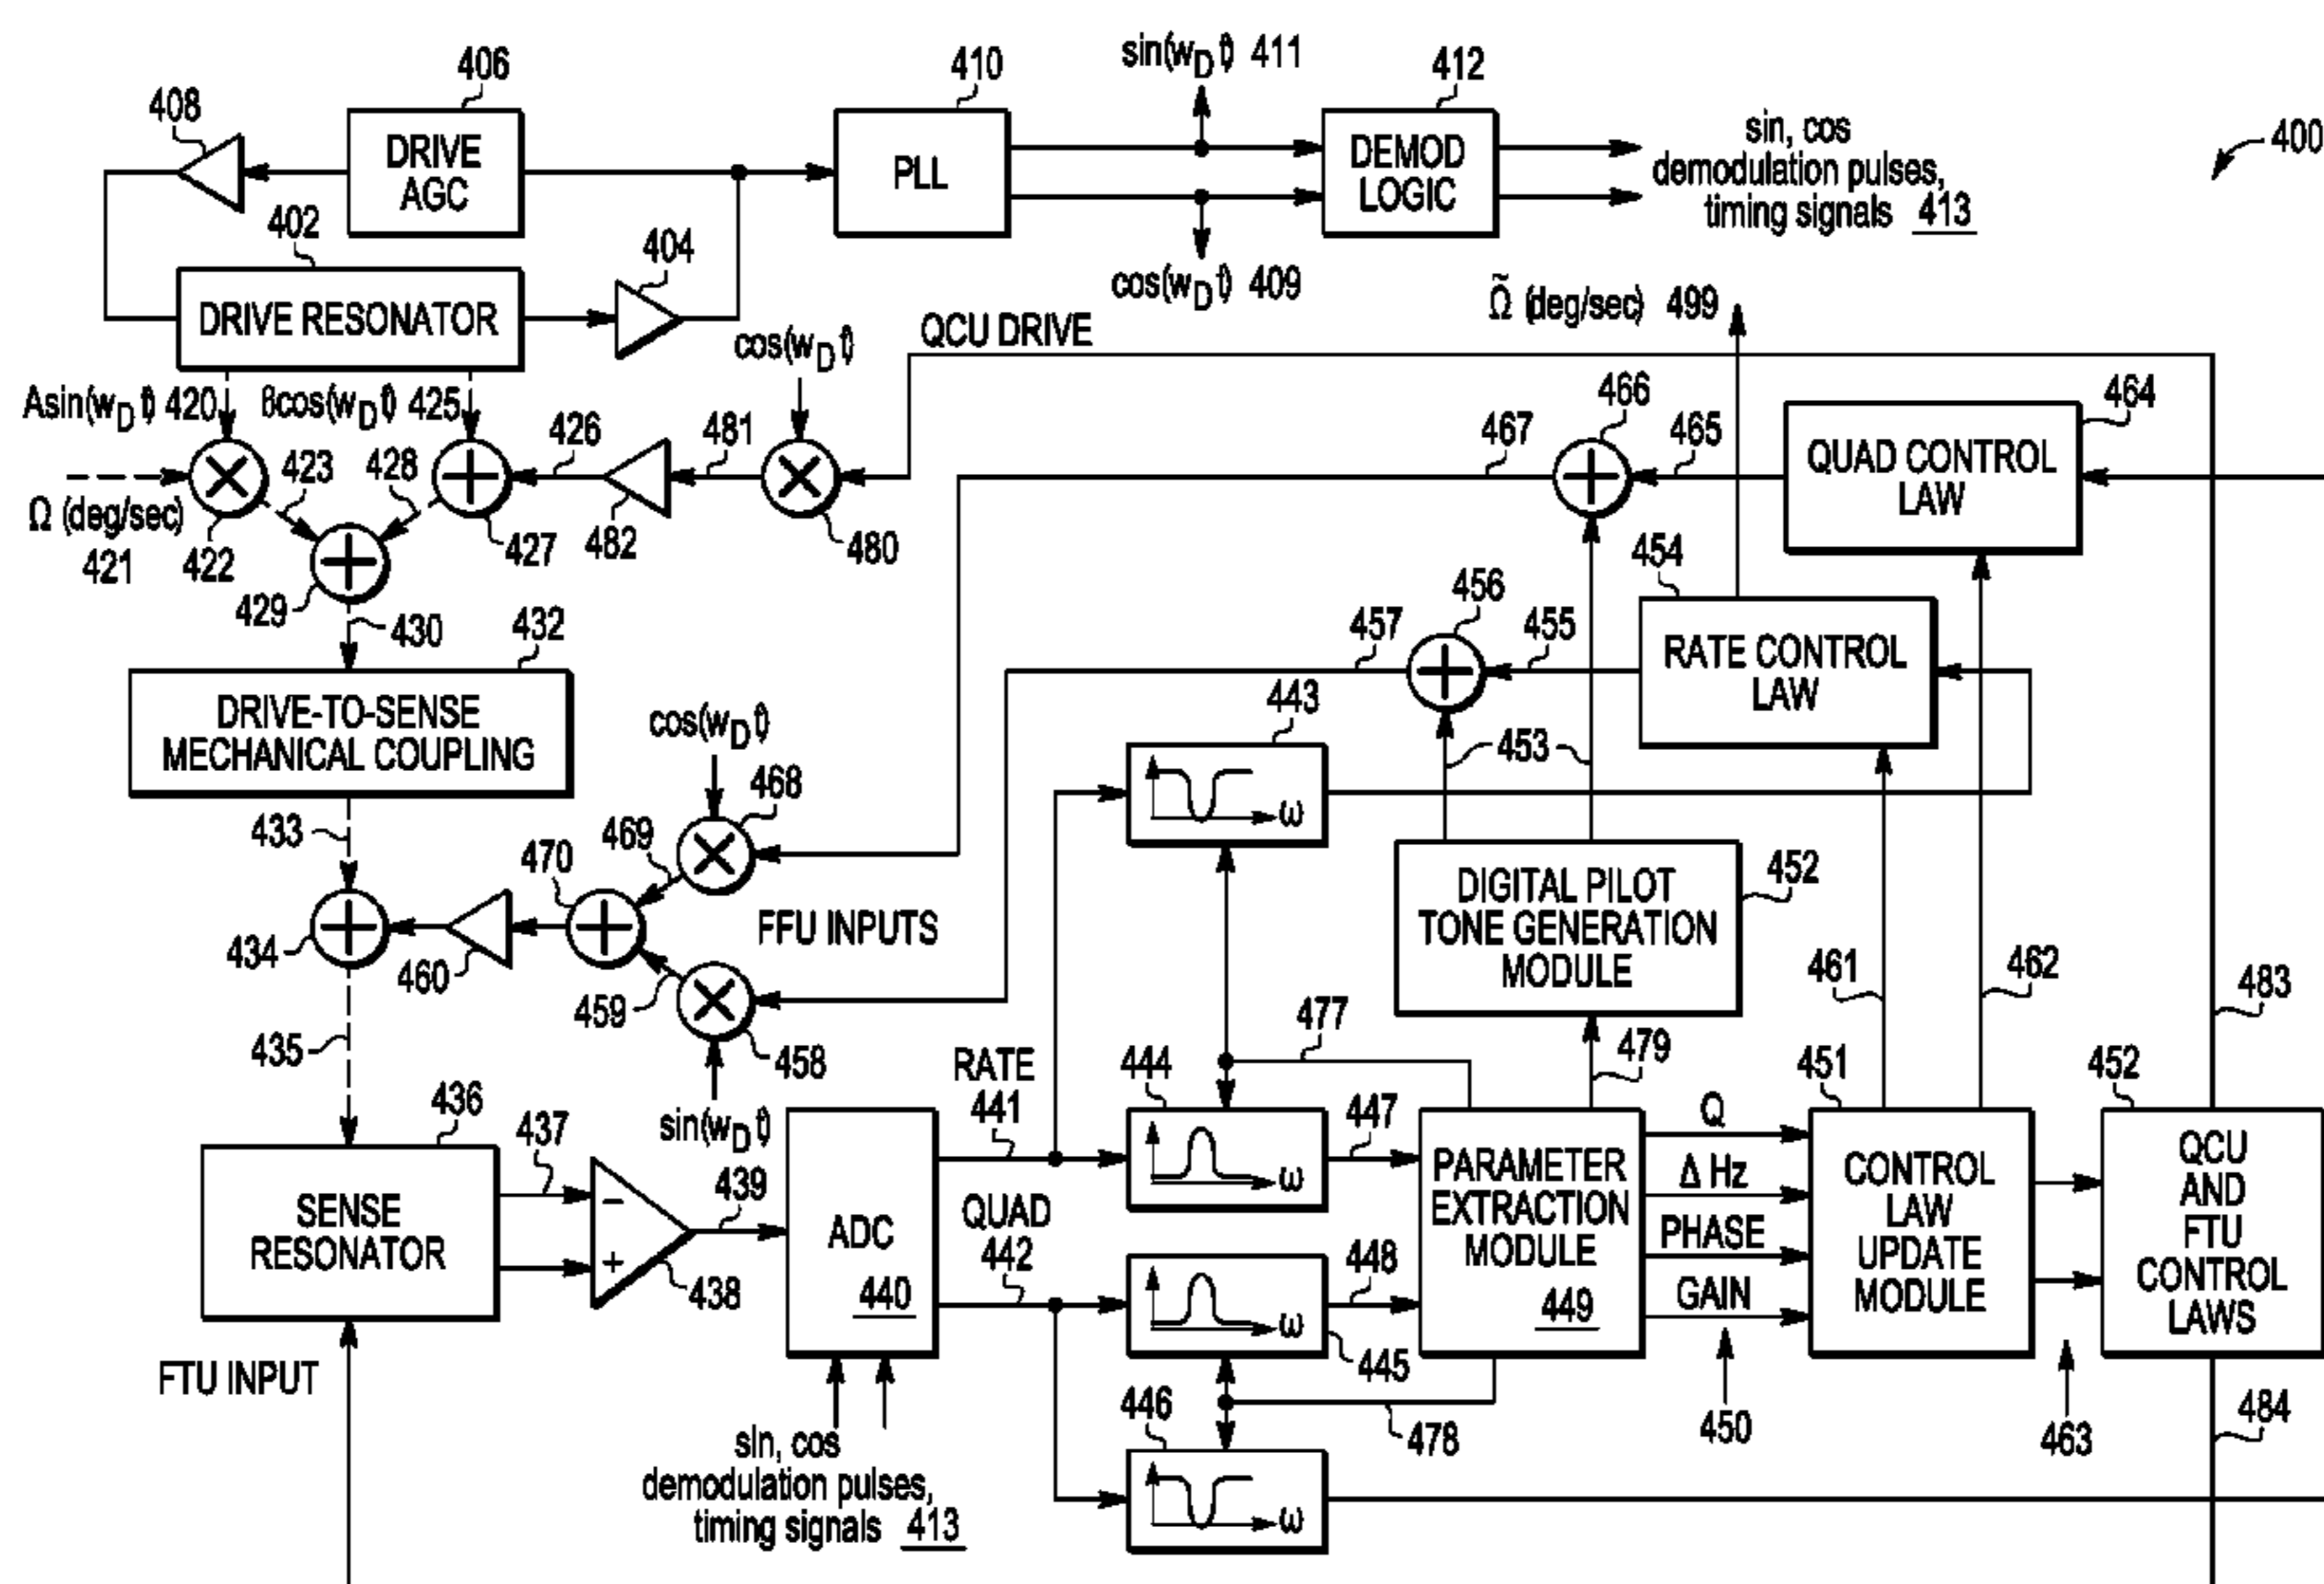 406
408
DRIVE
AGC
410
PLL
sin(wD t) 411
412
DEMOD
LOGIC
sin, cos
demodulation pulses,
timing signals 413
400
402
DRIVE RESONATOR
404
cos(wD t) 409
Ω̃ (deg/sec) 499
QCU DRIVE
cos(wD t)
Asin(wD t) 420
βcos(wD t) 425
426
481
467
466
465
464
QUAD CONTROL
LAW
Ω (deg/sec)
421
422
423
428
427
482
480
429
430
432
DRIVE-TO-SENSE
MECHANICAL COUPLING
457
456
455
454
RATE CONTROL
LAW
443
ω
453
cos(wD t)
468
433
469
470
434
460
FFU INPUTS
459
458
sin(wD t)
435
DIGITAL PILOT
TONE GENERATION
MODULE
452
461
462
483
477
479
436
SENSE
RESONATOR
437
−
+
438
439
ADC
440
RATE
441
QUAD
442
444
ω
447
448
ω
445
446
ω
PARAMETER
EXTRACTION
MODULE
449
Q
Δ Hz
PHASE
GAIN
450
451
CONTROL
LAW
UPDATE
MODULE
463
452
QCU
AND
FTU
CONTROL
LAWS
484
478
FTU INPUT
sin, cos
demodulation pulses,
timing signals 413